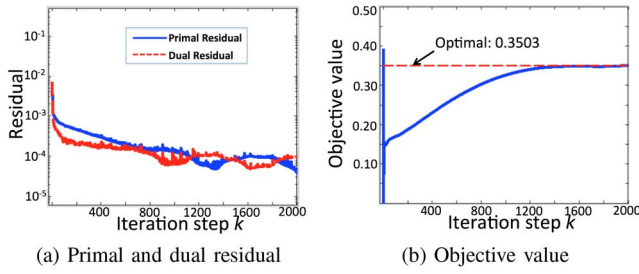 Residual
10^-1
10^-2
10^-3
10^-4
10^-5
Primal Residual
Dual Residual
400 800 1200 1600 2000
Iteration step k
(a) Primal and dual residual
Objective value
0.50
0.40
0.30
0.20
0.10
Optimal: 0.3503
400 800 1200 1600 2000
Iteration step k
(b) Objective value